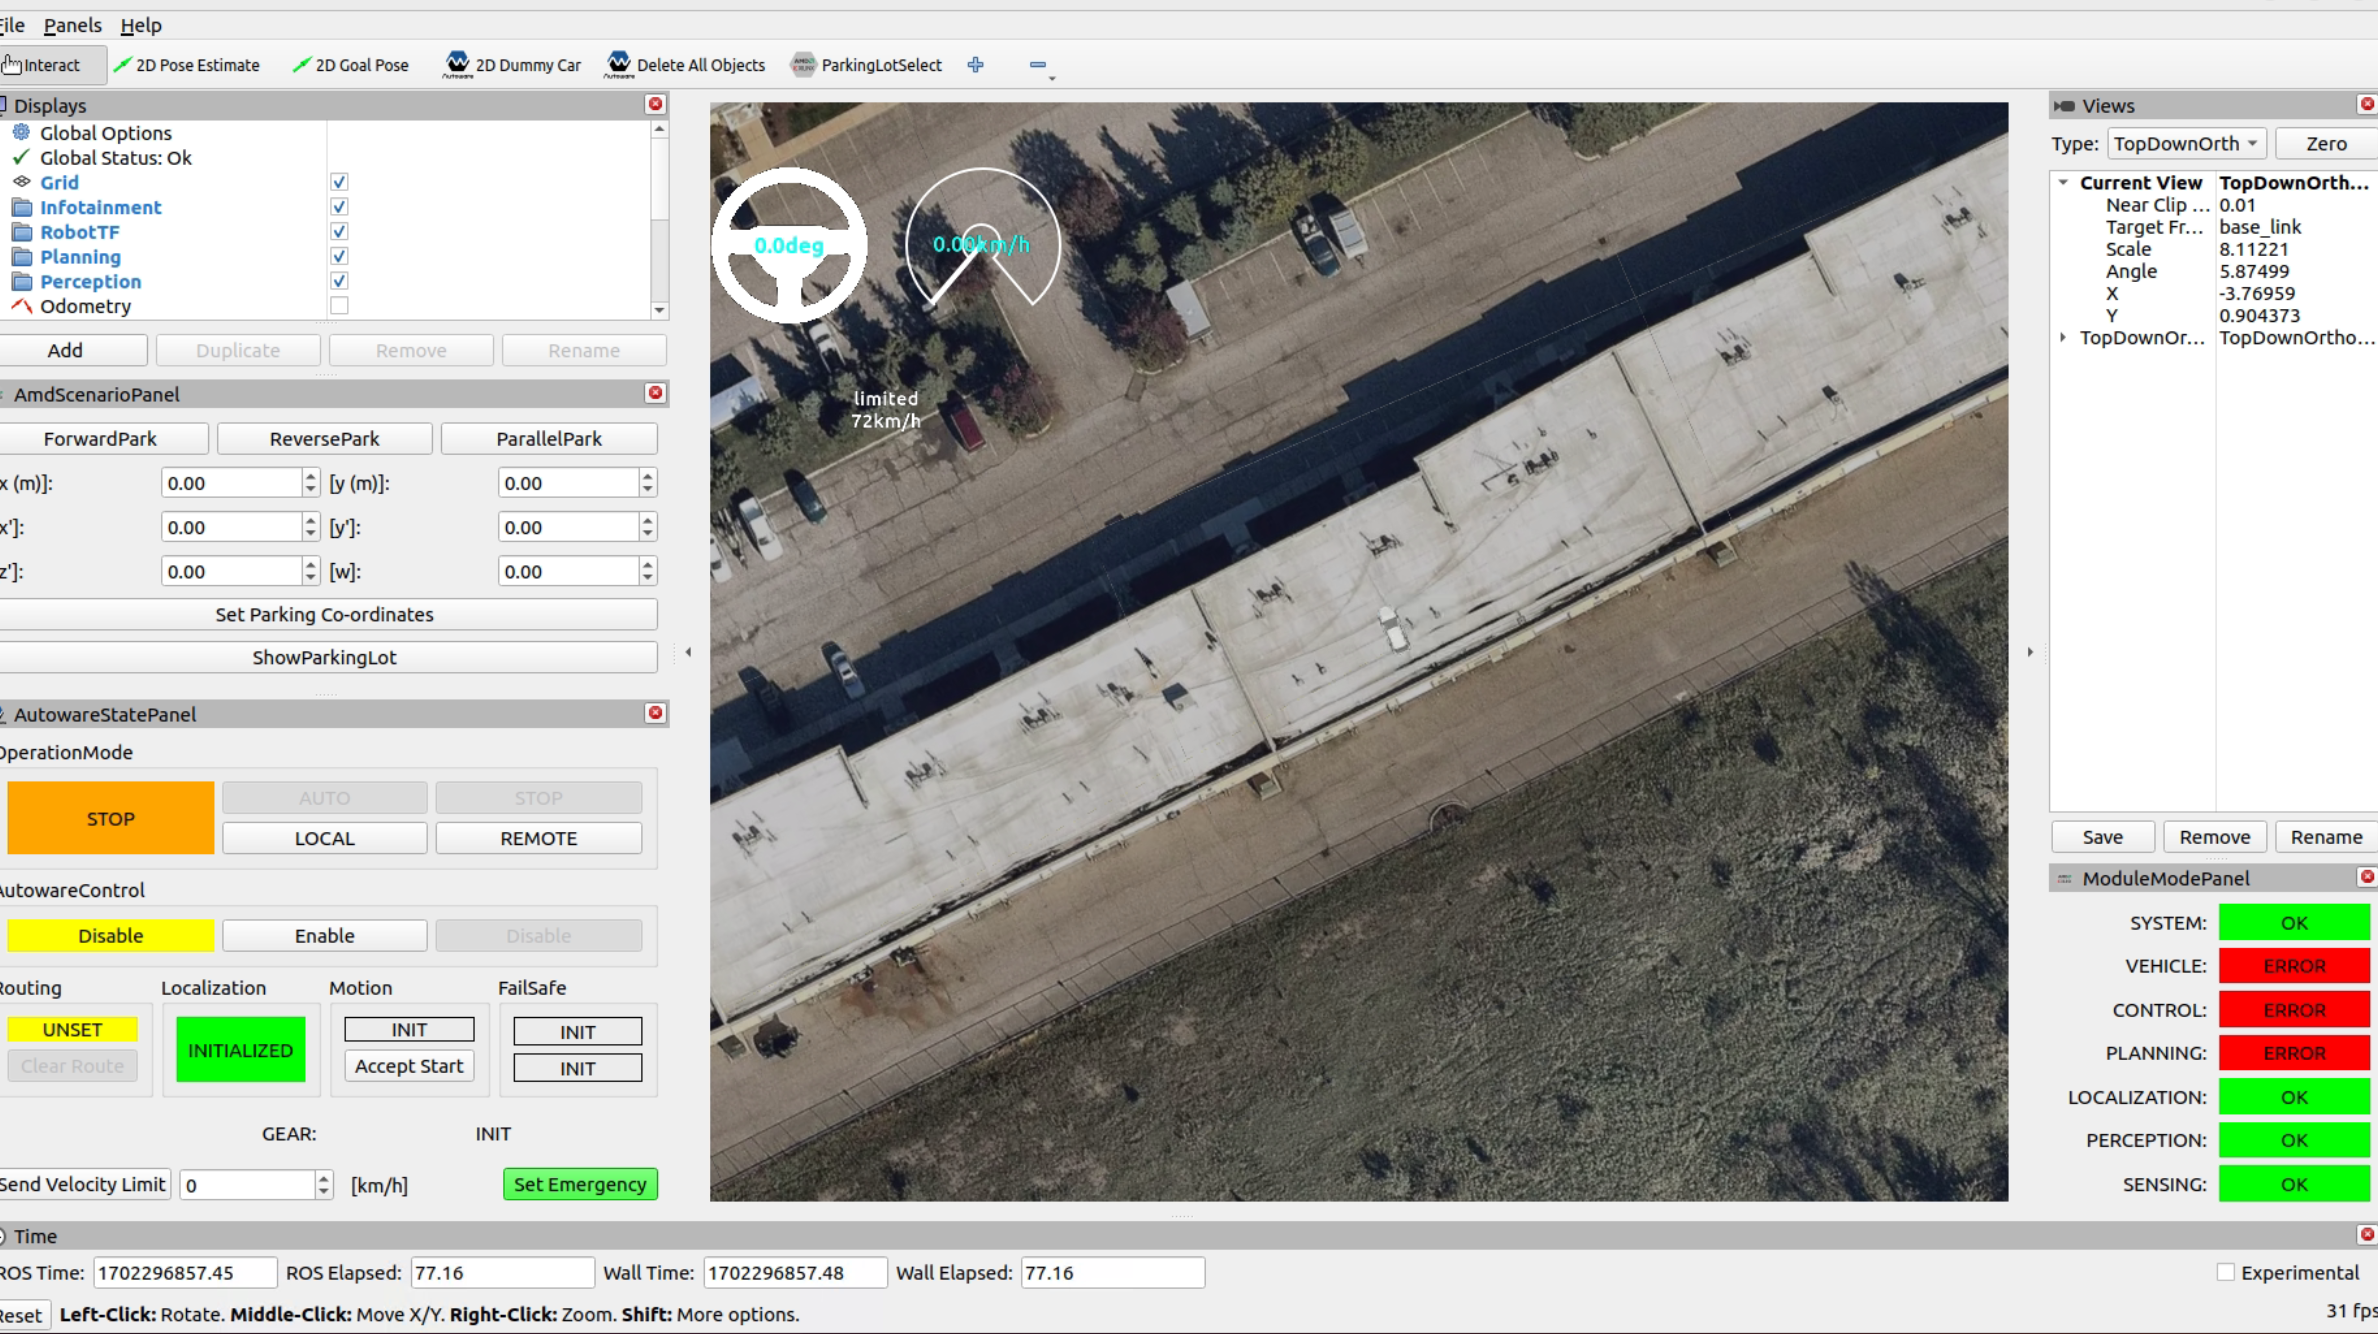 File Panels Help
Interact 2D Pose Estimate 2D Goal Pose 2D Dummy Car Delete All Objects ParkingLotSelect
Displays
Global Options
Global Status: Ok
Grid
Infotainment
RobotTF
Planning
Perception
Odometry
Add Duplicate Remove Rename
AmdScenarioPanel
ForwardPark ReversePark ParallelPark
x (m)]: 0.00 [y (m)]: 0.00
x']: 0.00 [y']: 0.00
z']: 0.00 [w]: 0.00
Set Parking Co-ordinates
ShowParkingLot
AutowareStatePanel
OperationMode
STOP AUTO STOP
LOCAL REMOTE
AutowareControl
Disable Enable Disable
Routing Localization Motion FailSafe
UNSET INITIALIZED INIT INIT
Clear Route Accept Start INIT
GEAR: INIT
Send Velocity Limit 0 [km/h] Set Emergency
0.0deg 0.00km/h
limited
72km/h
Views
Type: TopDownOrth Zero
Current View TopDownOrth...
Near Clip ... 0.01
Target Fr... base_link
Scale 8.11221
Angle 5.87499
X -3.76959
Y 0.904373
TopDownOr... TopDownOrtho...
Save Remove Rename
ModuleModePanel
SYSTEM: OK
VEHICLE: ERROR
CONTROL: ERROR
PLANNING: ERROR
LOCALIZATION: OK
PERCEPTION: OK
SENSING: OK
Time
ROS Time: 1702296857.45 ROS Elapsed: 77.16 Wall Time: 1702296857.48 Wall Elapsed: 77.16 Experimental
Reset Left-Click: Rotate. Middle-Click: Move X/Y. Right-Click: Zoom. Shift: More options. 31 fps